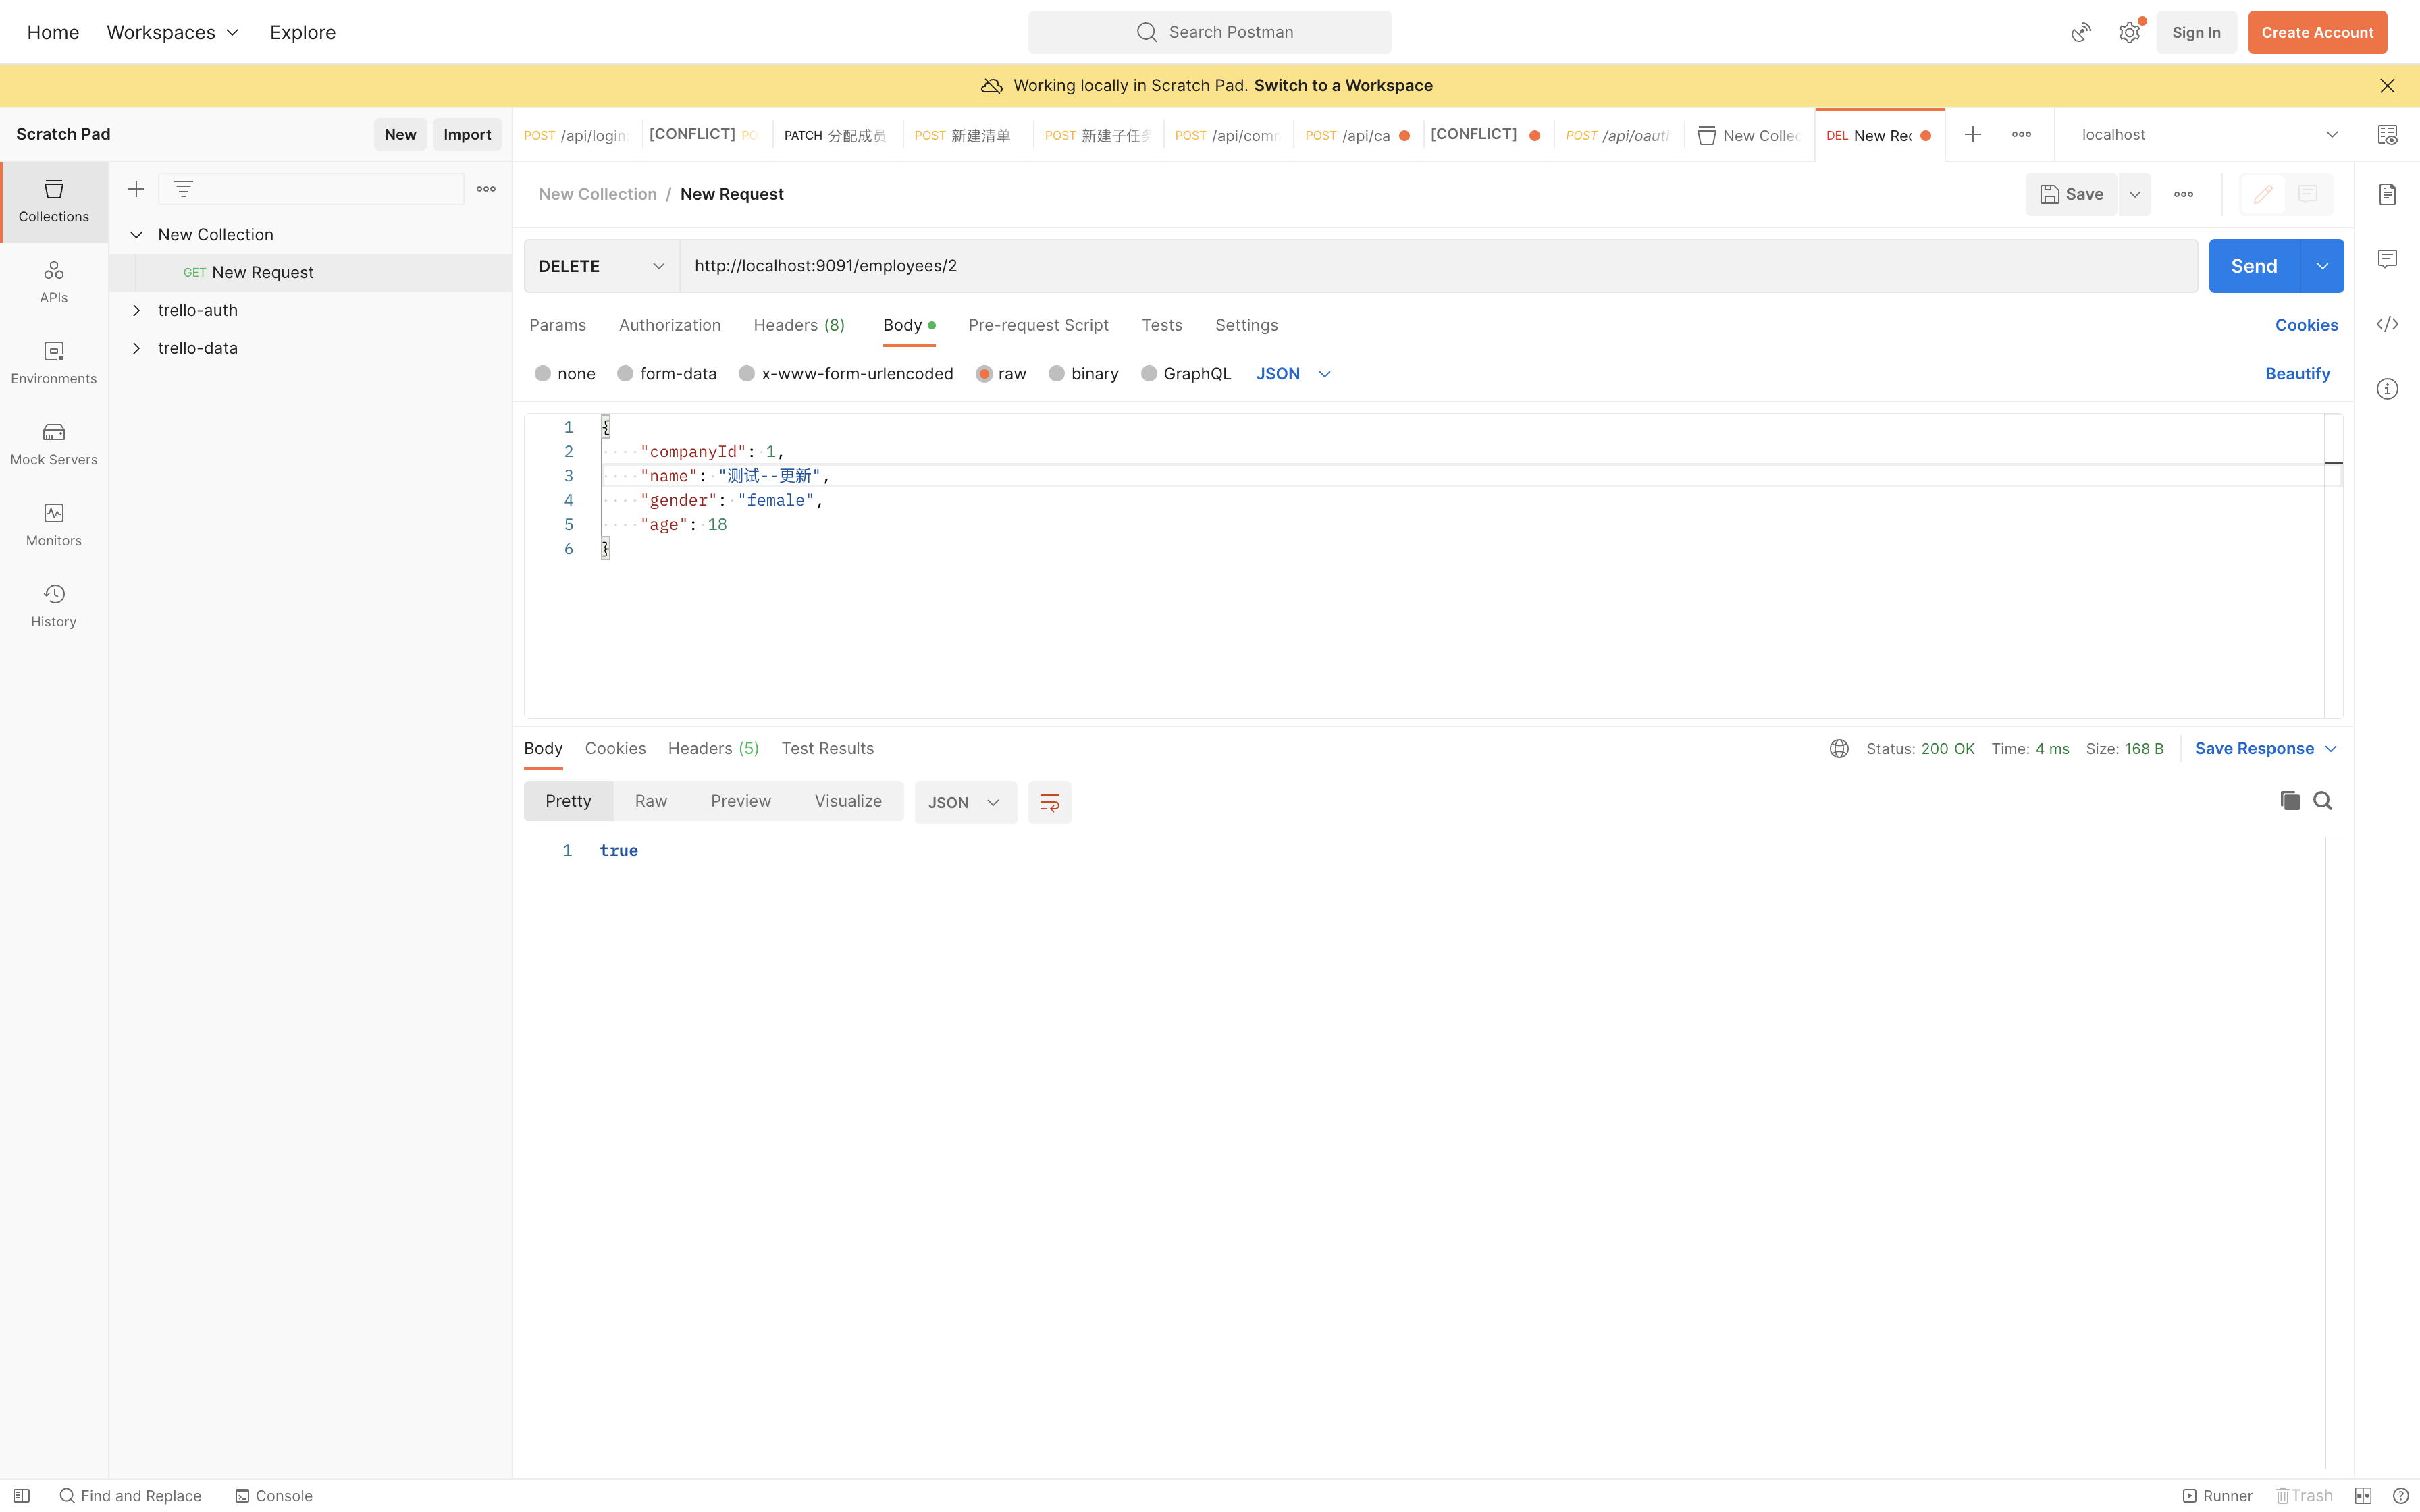 Home Workspaces Explore Search Postman Sign In Create Account
Working locally in Scratch Pad. Switch to a Workspace
Scratch Pad New Import
POST /api/login [CONFLICT] PO PATCH 分配成员 POST 新建清单 POST 新建子任务 POST /api/comm POST /api/ca [CONFLICT] POST /api/oaut New Collec DEL New Rec localhost
Collections
APIs
Environments
Mock Servers
Monitors
History
New Collection
GET New Request
trello-auth
trello-data
New Collection / New Request Save
DELETE http://localhost:9091/employees/2 Send
Params Authorization Headers (8) Body Pre-request Script Tests Settings Cookies
none form-data x-www-form-urlencoded raw binary GraphQL JSON Beautify
1 {
2 "companyId": 1,
3 "name": "测试--更新",
4 "gender": "female",
5 "age": 18
6 }
Body Cookies Headers (5) Test Results Status: 200 OK Time: 4 ms Size: 168 B Save Response
Pretty Raw Preview Visualize JSON
1 true
Find and Replace Console Runner Trash